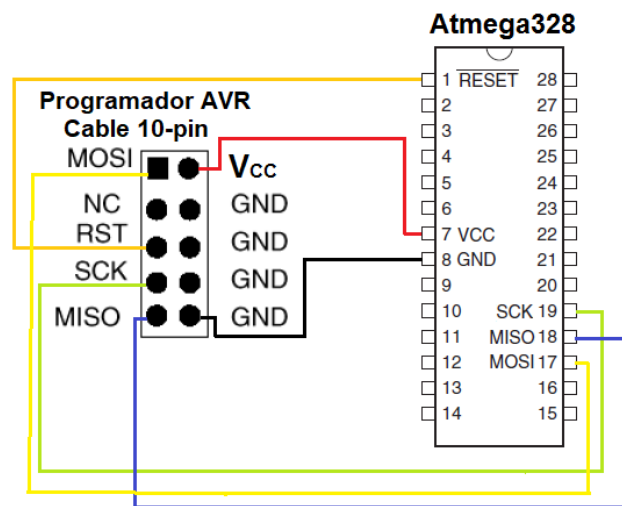 Atmega328
Programador AVR
Cable 10-pin
MOSI Vcc
NC GND
RST GND
SCK GND
MISO GND
1 RESET 28
2 27
3 26
4 25
5 24
6 23
7 VCC 22
8 GND 21
9 20
10 SCK 19
11 MISO 18
12 MOSI 17
13 16
14 15